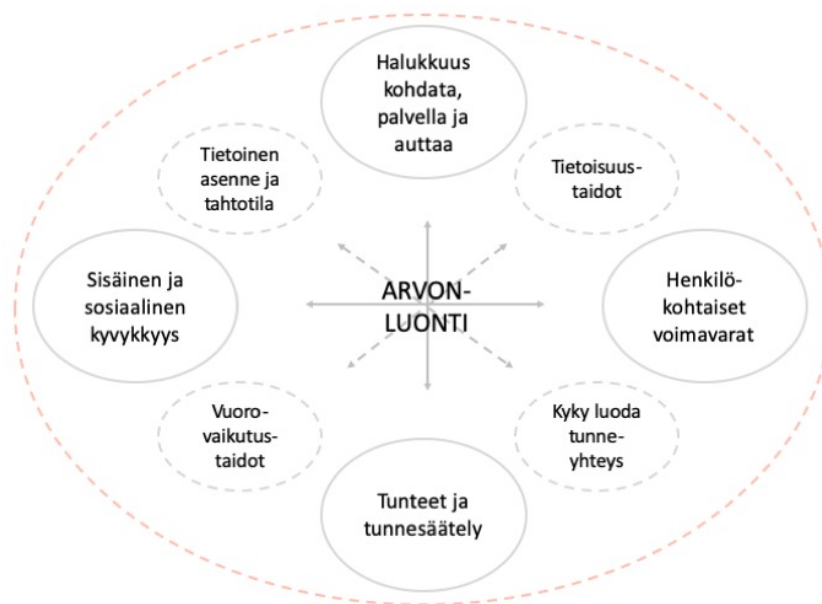 Halukkuus
kohdata,
palvella ja
auttaa
Tietoinen
asenne ja
tahtotila
Tietoisuus-
taidot
Sisäinen ja
sosiaalinen
kyvykkyys
ARVON-
LUONTI
Henkilö-
kohtaiset
voimavarat
Vuoro-
vaikutus-
taidot
Kyky luoda
tunne-
yhteys
Tunteet ja
tunnesäätely